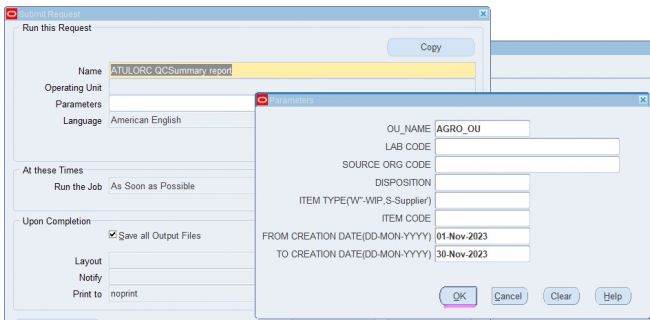 Submit Request
Run this Request
Copy
Name ATULORC QCSummary report
Operating Unit
Parameters
Language American English
At these Times
Run the Job As Soon as Possible
Upon Completion
Save all Output Files
Layout
Notify
Print to noprint
Parameters
OU_NAME AGRO_OU
LAB CODE
SOURCE ORG CODE
DISPOSITION
ITEM TYPE('W'-WIP,S-Supplier')
ITEM CODE
FROM CREATION DATE(DD-MON-YYYY) 01-Nov-2023
TO CREATION DATE(DD-MON-YYYY) 30-Nov-2023
OK Cancel Clear Help